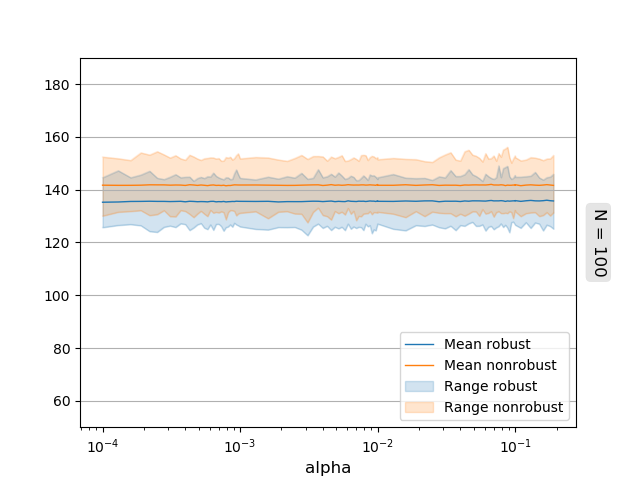 180
160
140
120
100
80
60
10⁻⁴
10⁻³
10⁻²
10⁻¹
alpha
N = 100
Mean robust
Mean nonrobust
Range robust
Range nonrobust